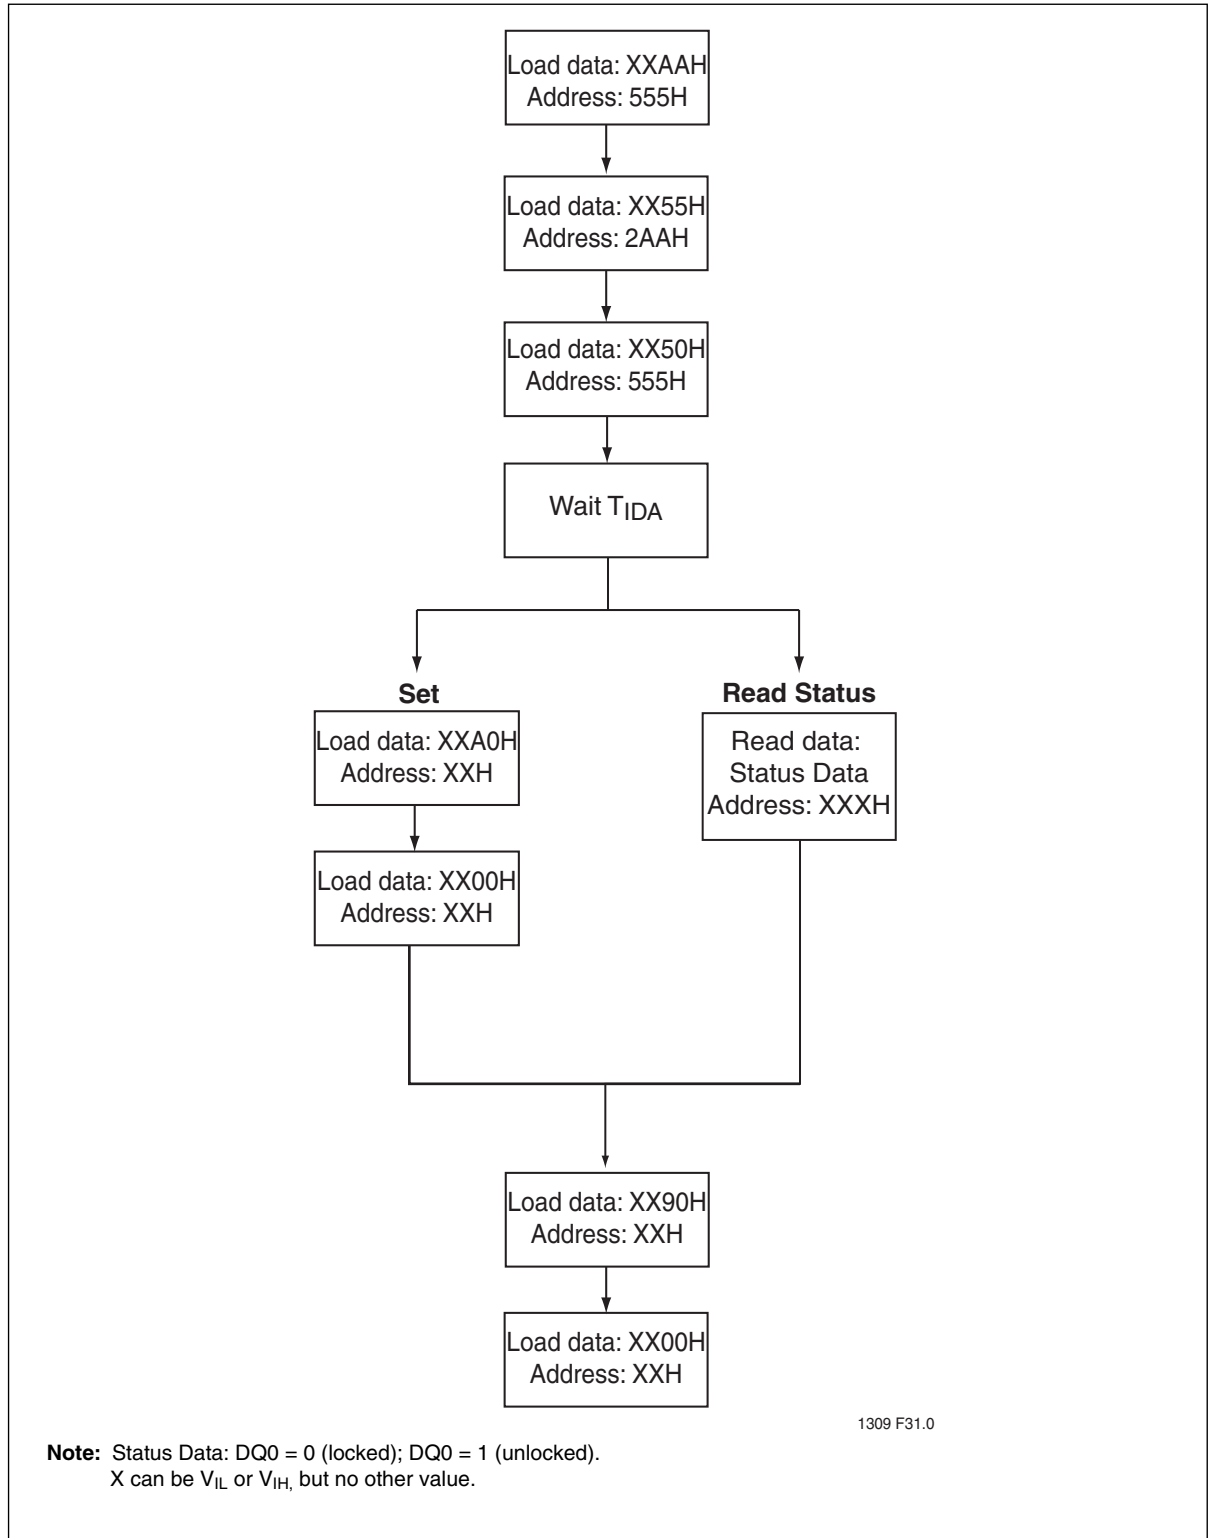 Load data: XXAAH
Address: 555H
Load data: XX55H
Address: 2AAH
Load data: XX50H
Address: 555H
Wait TIDA
Set
Load data: XXA0H
Address: XXH
Load data: XX00H
Address: XXH
Read Status
Read data:
Status Data
Address: XXXH
Load data: XX90H
Address: XXH
Load data: XX00H
Address: XXH
1309 F31.0
Note: Status Data: DQ0 = 0 (locked); DQ0 = 1 (unlocked).
X can be VIL or VIH, but no other value.